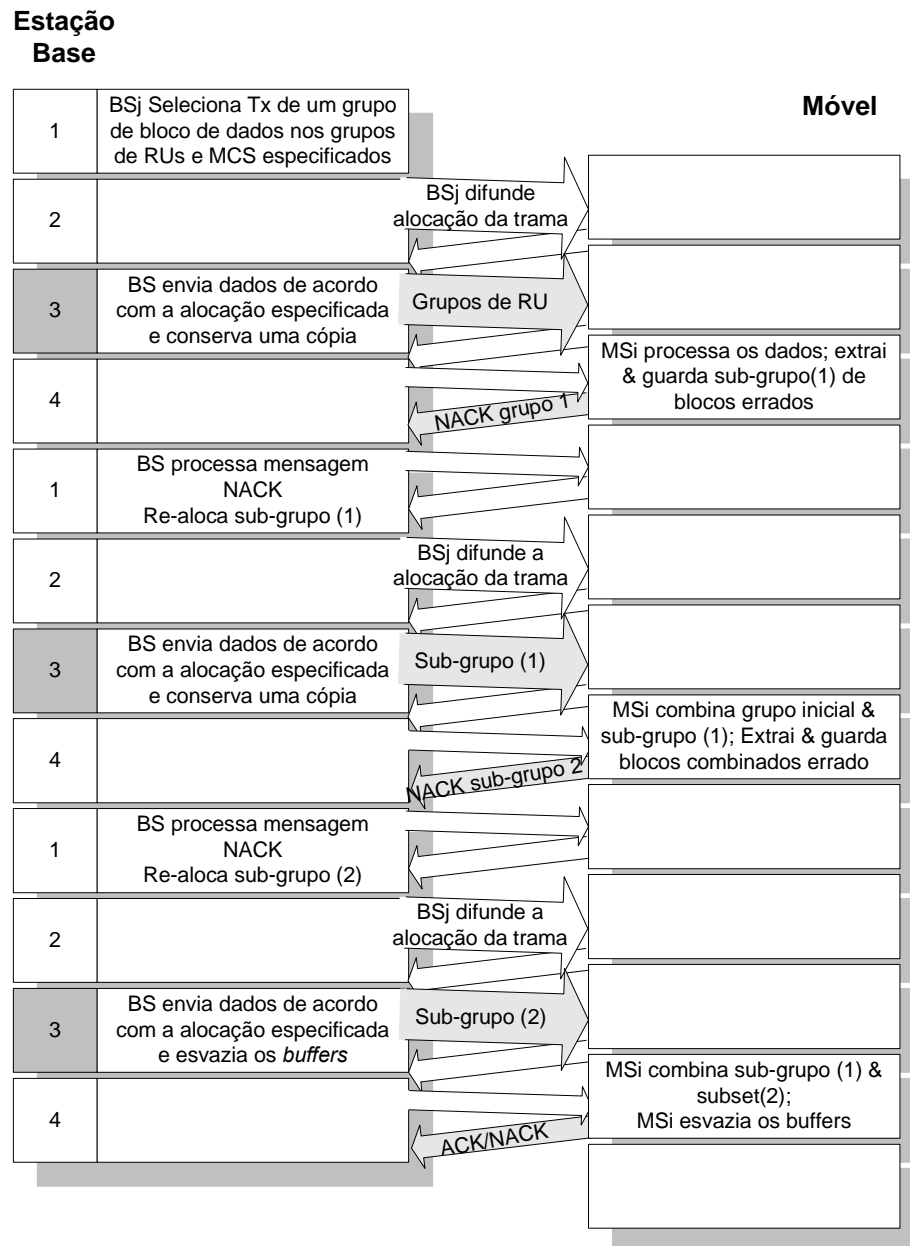 Estação
Base
Móvel
1
BSj Seleciona Tx de um grupo
de bloco de dados nos grupos
de RUs e MCS especificados
2
BSj difunde
alocação da trama
3
BS envia dados de acordo
com a alocação especificada
e conserva uma cópia
Grupos de RU
4
MSi processa os dados; extrai
& guarda sub-grupo(1) de
blocos errados
NACK grupo 1
1
BS processa mensagem
NACK
Re-aloca sub-grupo (1)
2
BSj difunde a
alocação da trama
3
BS envia dados de acordo
com a alocação especificada
e conserva uma cópia
Sub-grupo (1)
4
MSi combina grupo inicial &
sub-grupo (1); Extrai & guarda
blocos combinados errado
NACK sub-grupo 2
1
BS processa mensagem
NACK
Re-aloca sub-grupo (2)
2
BSj difunde a
alocação da trama
3
BS envia dados de acordo
com a alocação especificada
e esvazia os buffers
Sub-grupo (2)
4
MSi combina sub-grupo (1) &
subset(2);
MSi esvazia os buffers
ACK/NACK